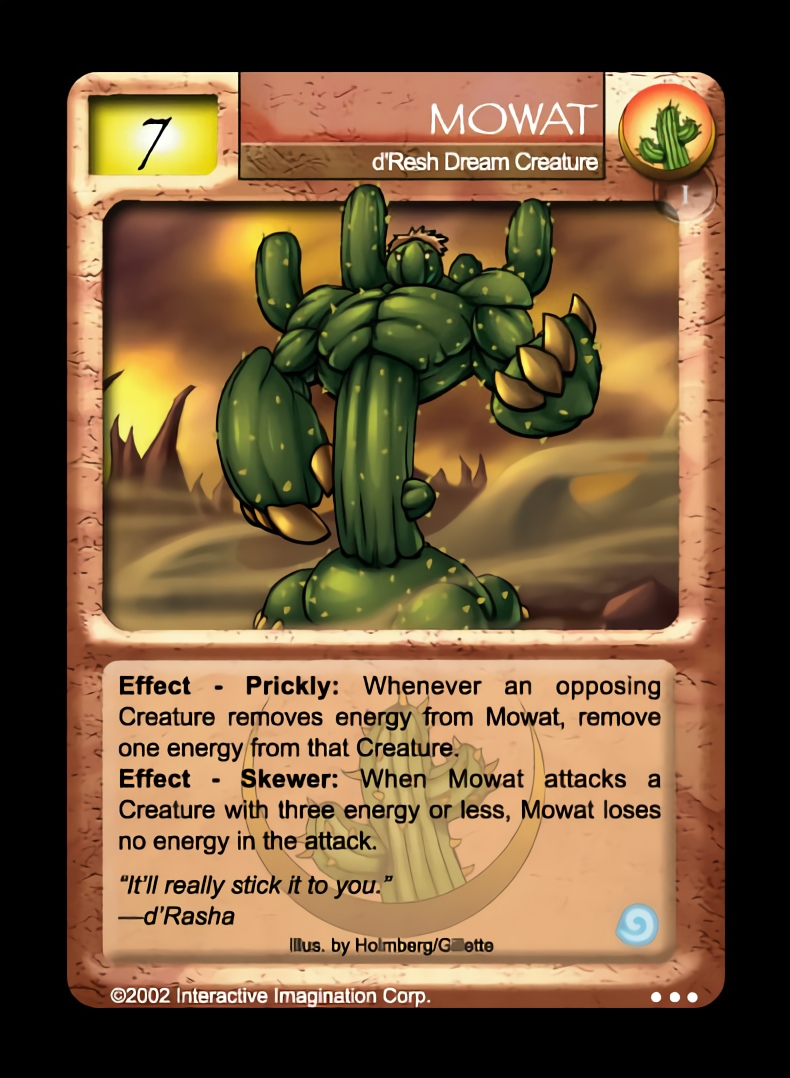 7
MOWAT
d'Resh Dream Creature
1
Effect - Prickly: Whenever an opposing
Creature removes energy from Mowat, remove
one energy from that Creature.
Effect - Skewer: When Mowat attacks a
Creature with three energy or less, Mowat loses
no energy in the attack.
“It’ll really stick it to you.”
—d’Rasha
Illus. by Holmberg/Gillette
©2002 Interactive Imagination Corp.